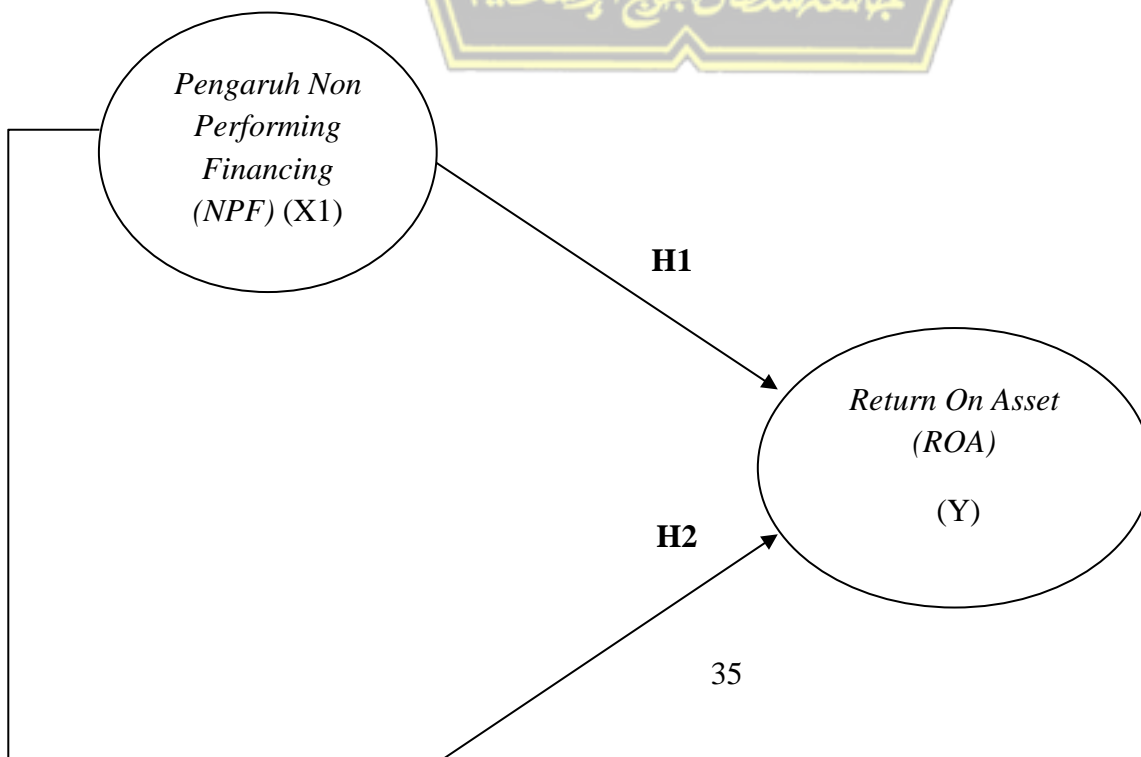 Pengaruh Non
Performing
Financing
(NPF) (X1)
H1
Return On Asset
(ROA)
(Y)
H2
35